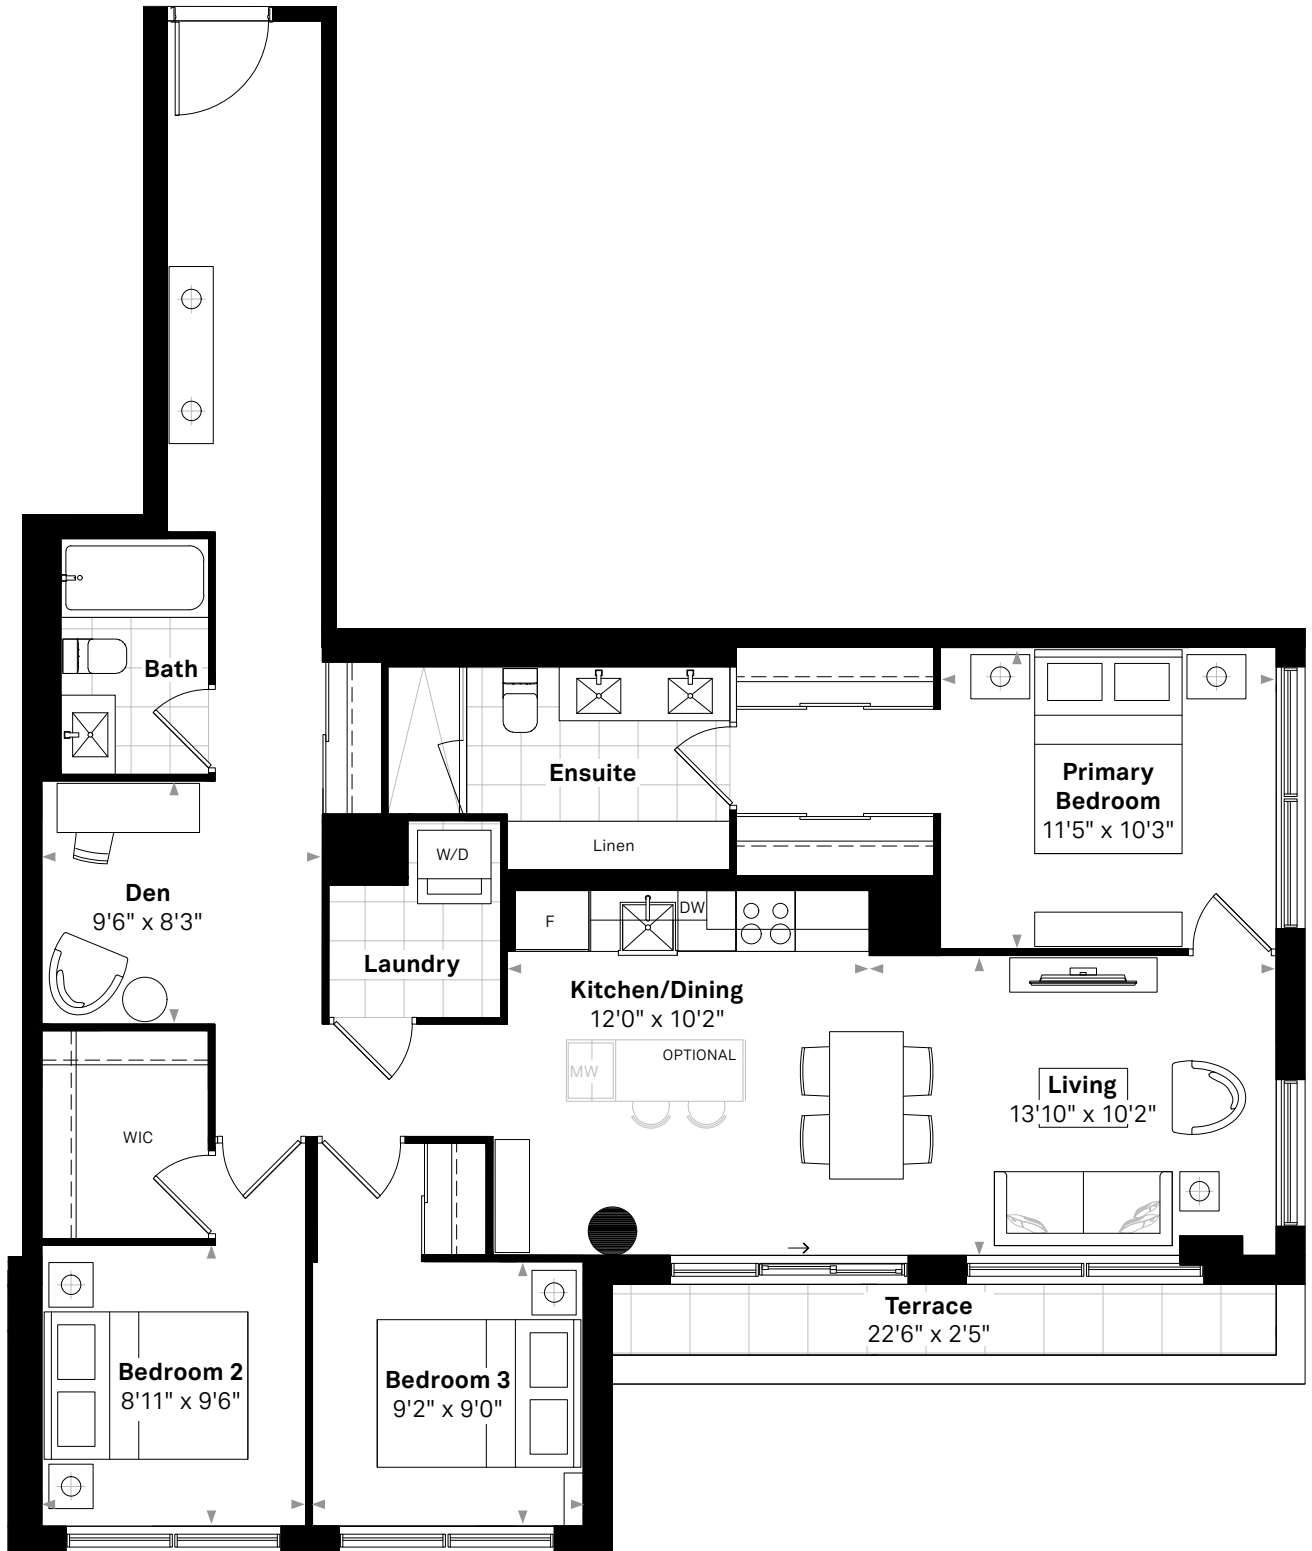 Bath
Ensuite
Primary
Bedroom
11'5" x 10'3"
Linen
W/D
Den
9'6" x 8'3"
F
DW
Laundry
Kitchen/Dining
12'0" x 10'2"
OPTIONAL
MW
Living
13'10" x 10'2"
WIC
Terrace
22'6" x 2'5"
Bedroom 2
8'11" x 9'6"
Bedroom 3
9'2" x 9'0"